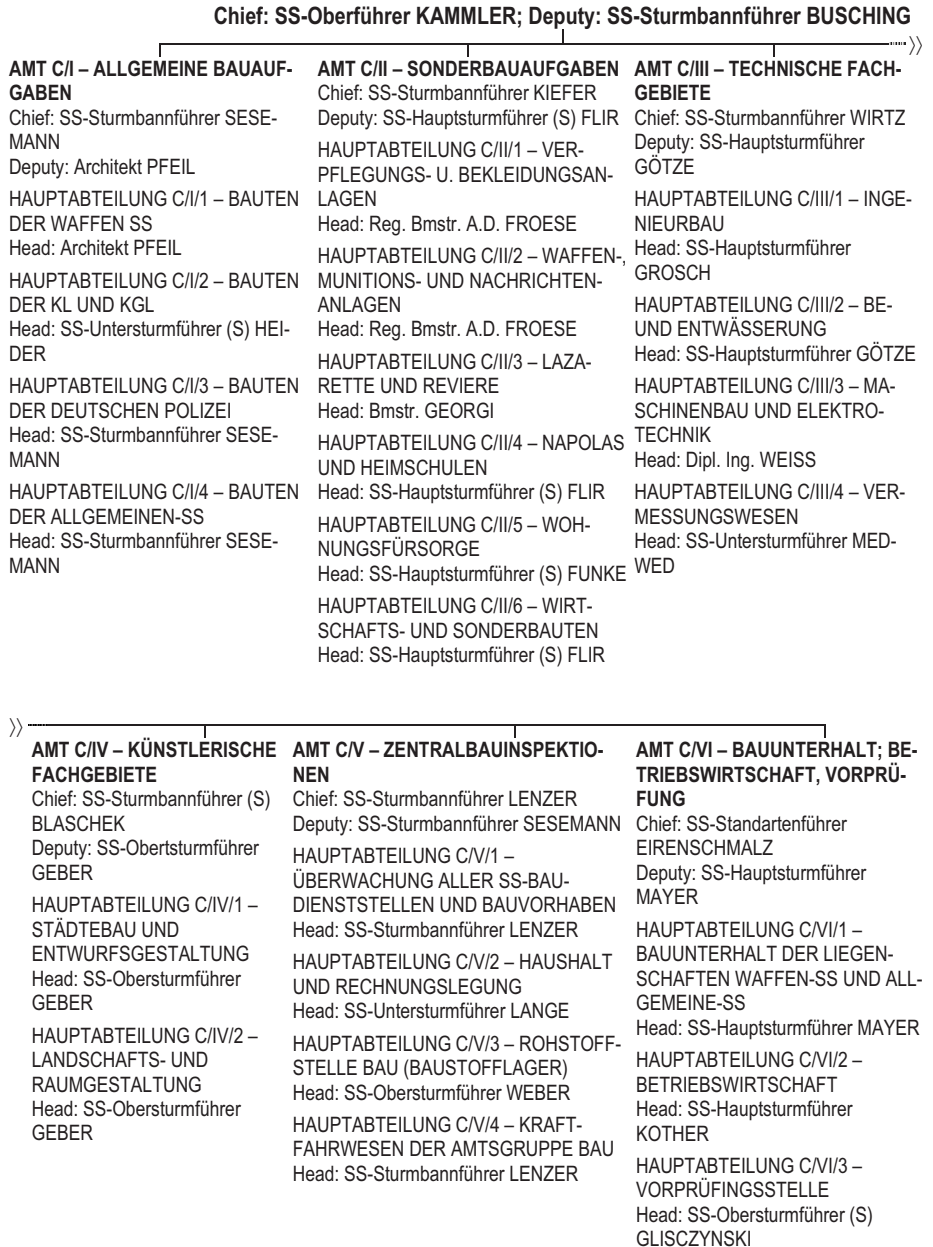 Chief: SS-Oberführer KAMMLER; Deputy: SS-Sturmbannführer BUSCHING
AMT C/I – ALLGEMEINE BAUAUF-
GABEN
Chief: SS-Sturmbannführer SESE-
MANN
Deputy: Architekt PFEIL
HAUPTABTEILUNG C/I/1 – BAUTEN
DER WAFFEN SS
Head: Architekt PFEIL
HAUPTABTEILUNG C/I/2 – BAUTEN
DER KL UND KGL
Head: SS-Untersturmführer (S) HEI-
DER
HAUPTABTEILUNG C/I/3 – BAUTEN
DER DEUTSCHEN POLIZEI
Head: SS-Sturmbannführer SESE-
MANN
HAUPTABTEILUNG C/I/4 – BAUTEN
DER ALLGEMEINEN-SS
Head: SS-Sturmbannführer SESE-
MANN
AMT C/II – SONDERBAUAUFGABEN
Chief: SS-Sturmbannführer KIEFER
Deputy: SS-Hauptsturmführer (S) FLIR
HAUPTABTEILUNG C/II/1 – VER-
PFLEGUNGS- U. BEKLEIDUNGSAN-
LAGEN
Head: Reg. Bmstr. A.D. FROESE
HAUPTABTEILUNG C/II/2 – WAFFEN-,
MUNITIONS- UND NACHRICHTEN-
ANLAGEN
Head: Reg. Bmstr. A.D. FROESE
HAUPTABTEILUNG C/II/3 – LAZA-
RETTE UND REVIERE
Head: Bmstr. GEORGI
HAUPTABTEILUNG C/II/4 – NAPOLAS
UND HEIMSCHULEN
Head: SS-Hauptsturmführer (S) FLIR
HAUPTABTEILUNG C/II/5 – WOH-
NUNGSFÜRSORGE
Head: SS-Hauptsturmführer (S) FUNKE
HAUPTABTEILUNG C/II/6 – WIRT-
SCHAFTS- UND SONDERBAUTEN
Head: SS-Hauptsturmführer (S) FLIR
AMT C/III – TECHNISCHE FACH-
GEBIETE
Chief: SS-Sturmbannführer WIRTZ
Deputy: SS-Hauptsturmführer
GÖTZE
HAUPTABTEILUNG C/III/1 – INGE-
NIEURBAU
Head: SS-Hauptsturmführer
GROSCH
HAUPTABTEILUNG C/III/2 – BE-
UND ENTWÄSSERUNG
Head: SS-Hauptsturmführer GÖTZE
HAUPTABTEILUNG C/III/3 – MA-
SCHINENBAU UND ELEKTRO-
TECHNIK
Head: Dipl. Ing. WEISS
HAUPTABTEILUNG C/III/4 – VER-
MESSUNGSWESEN
Head: SS-Untersturmführer MED-
WED
AMT C/IV – KÜNSTLERISCHE
FACHGEBIETE
Chief: SS-Sturmbannführer (S)
BLASCHEK
Deputy: SS-Obertsturmführer
GEBER
HAUPTABTEILUNG C/IV/1 –
STÄDTEBAU UND
ENTWURFSGESTALTUNG
Head: SS-Obersturmführer
GEBER
HAUPTABTEILUNG C/IV/2 –
LANDSCHAFTS- UND
RAUMGESTALTUNG
Head: SS-Obersturmführer
GEBER
AMT C/V – ZENTRALBAUINSPEKTIO-
NEN
Chief: SS-Sturmbannführer LENZER
Deputy: SS-Sturmbannführer SESEMANN
HAUPTABTEILUNG C/V/1 –
ÜBERWACHUNG ALLER SS-BAU-
DIENSTSTELLEN UND BAUVORHABEN
Head: SS-Sturmbannführer LENZER
HAUPTABTEILUNG C/V/2 – HAUSHALT
UND RECHNUNGSLEGUNG
Head: SS-Untersturmführer LANGE
HAUPTABTEILUNG C/V/3 – ROHSTOFF-
STELLE BAU (BAUSTOFFLAGER)
Head: SS-Obersturmführer WEBER
HAUPTABTEILUNG C/V/4 – KRAFT-
FAHRWESEN DER AMTSGRUPPE BAU
Head: SS-Sturmbannführer LENZER
AMT C/VI – BAUUNTERHALT; BE-
TRIEBSWIRTSCHAFT, VORPRÜ-
FUNG
Chief: SS-Standartenführer
EIRENSCHMALZ
Deputy: SS-Hauptsturmführer
MAYER
HAUPTABTEILUNG C/VI/1 –
BAUUNTERHALT DER LIEGEN-
SCHAFTEN WAFFEN-SS UND ALL-
GEMEINE-SS
Head: SS-Hauptsturmführer MAYER
HAUPTABTEILUNG C/VI/2 –
BETRIEBSWIRTSCHAFT
Head: SS-Hauptsturmführer
KOTHER
HAUPTABTEILUNG C/VI/3 –
VORPRÜFINGSSTELLE
Head: SS-Obersturmführer (S)
GLISCZYNSKI